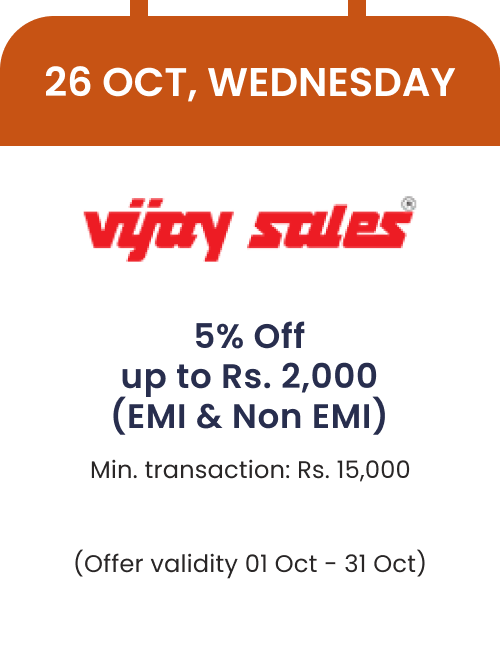 26 OCT, WEDNESDAY
vijay sales
5% Off
up to Rs. 2,000
(EMI & Non EMI)
Min. transaction: Rs. 15,000
(Offer validity 01 Oct - 31 Oct)